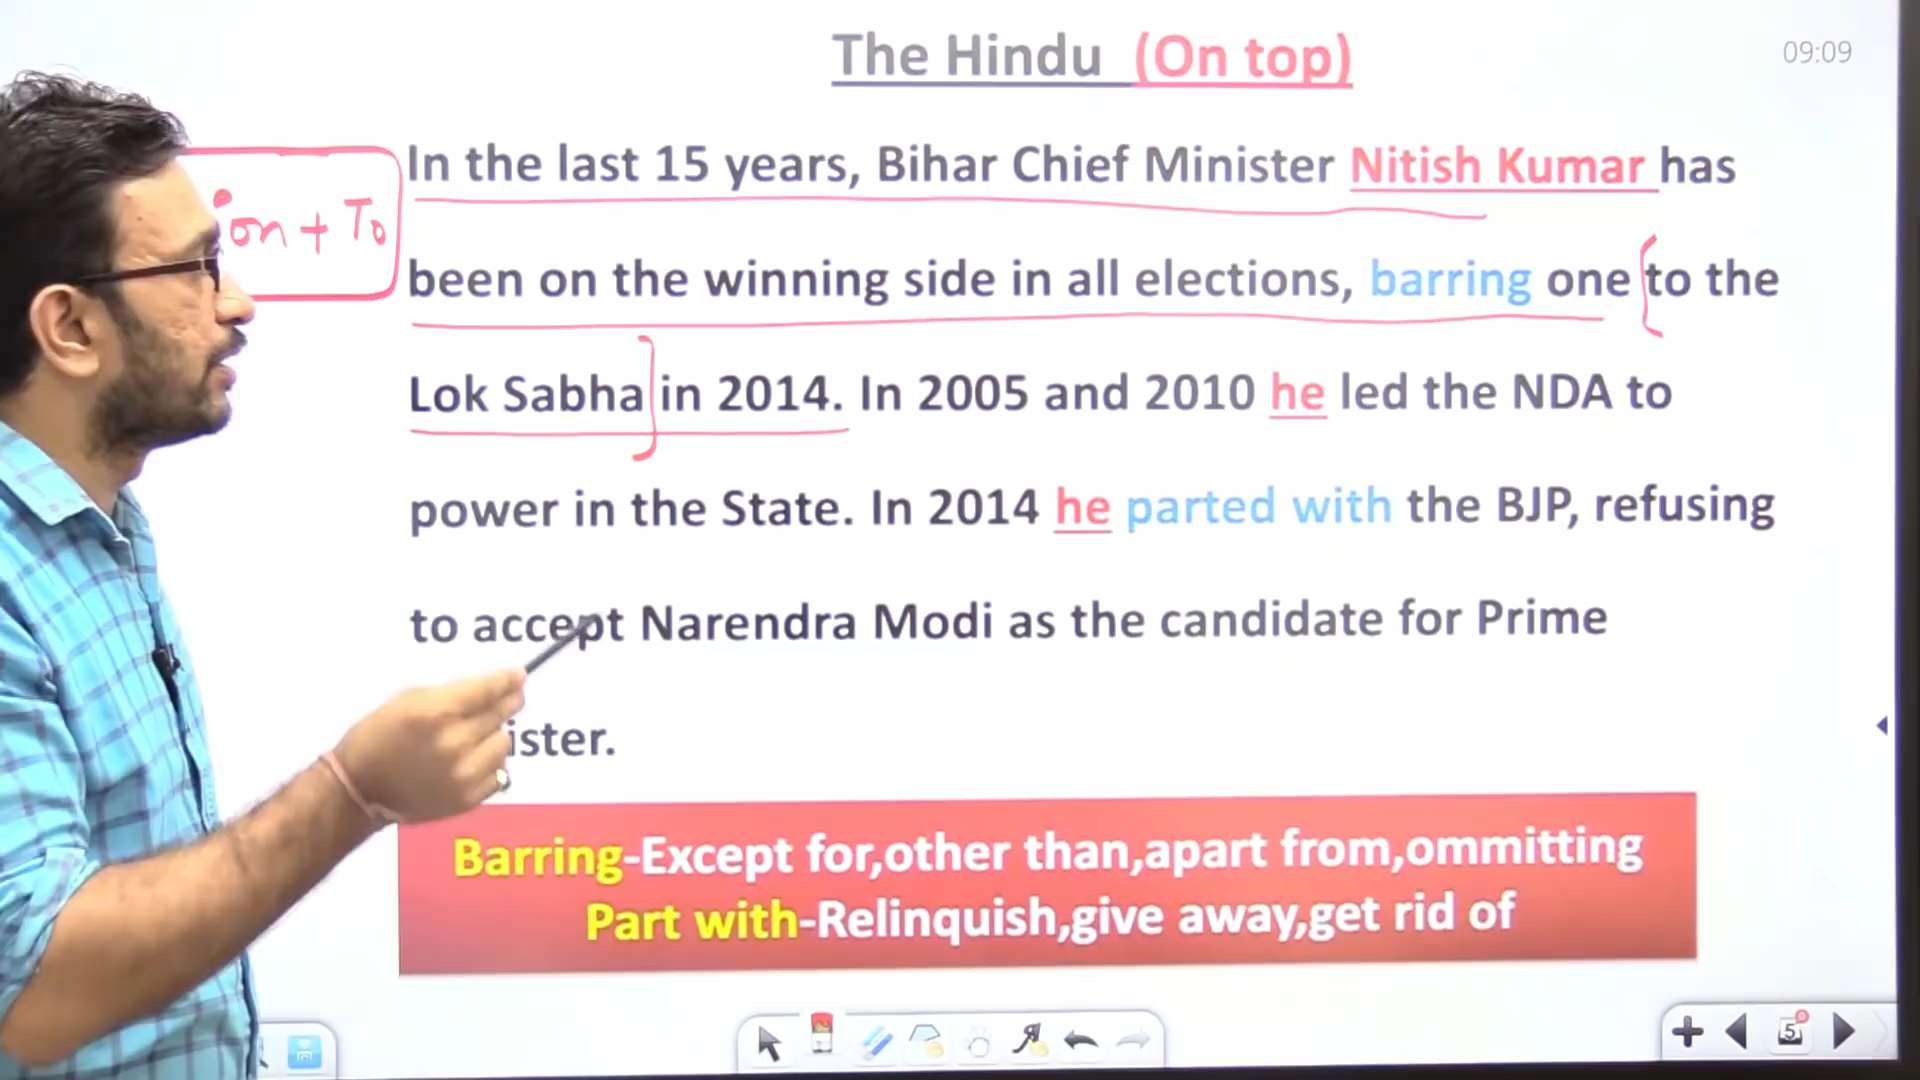 The Hindu (On top)
09:09
In the last 15 years, Bihar Chief Minister Nitish Kumar has
on + To
been on the winning side in all elections, barring one to the
Lok Sabha in 2014. In 2005 and 2010 he led the NDA to
power in the State. In 2014 he parted with the BJP, refusing
to accept Narendra Modi as the candidate for Prime
ister.
Barring-Except for,other than,apart from,ommitting
Part with-Relinquish,give away,get rid of
5